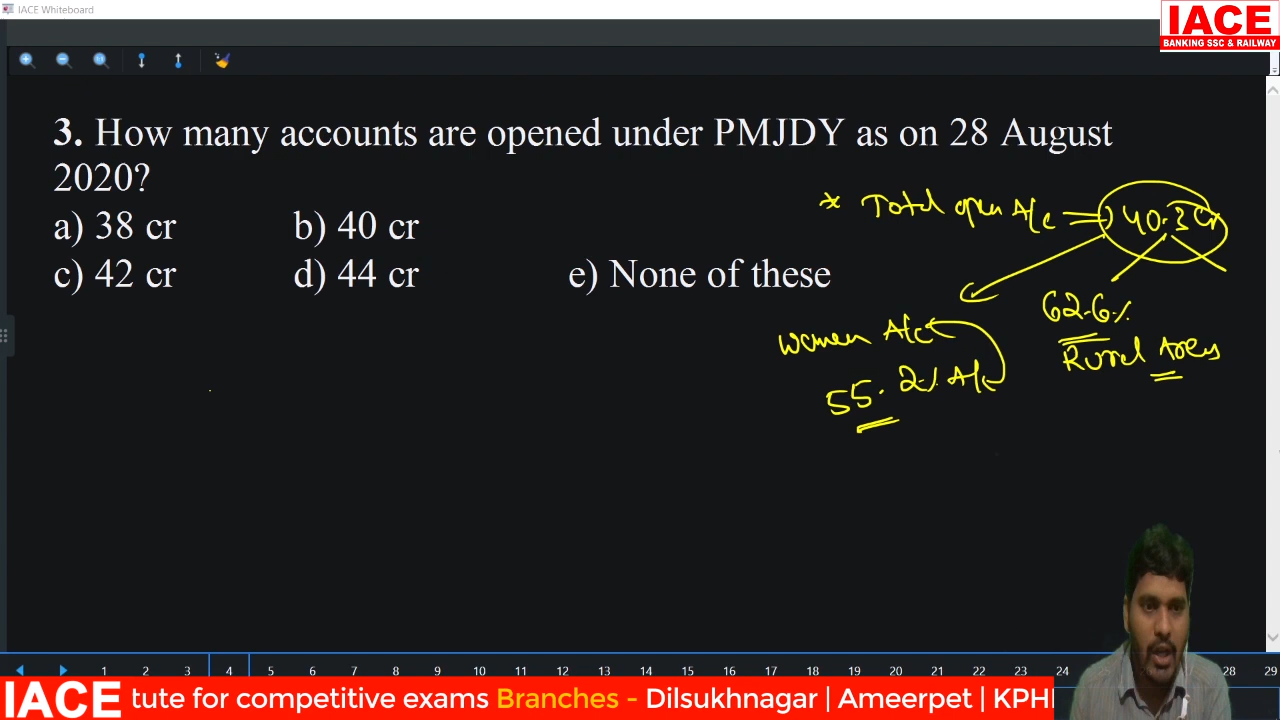 IACE Whiteboard
IACE
BANKING SSC & RAILWAY
3. How many accounts are opened under PMJDY as on 28 August
2020?
a) 38 cr b) 40 cr
c) 42 cr d) 44 cr e) None of these
* Total open A/c => 40.3 Cr
62.6%
Rural Areas
women A/c
55.2% A/c
1 2 3 4 5 6 7 8 9 10 11 12 13 14 15 16 17 18 19 20 21 22 23 24 28 29
IACE tute for competitive exams Branches - Dilsukhnagar | Ameerpet | KPH